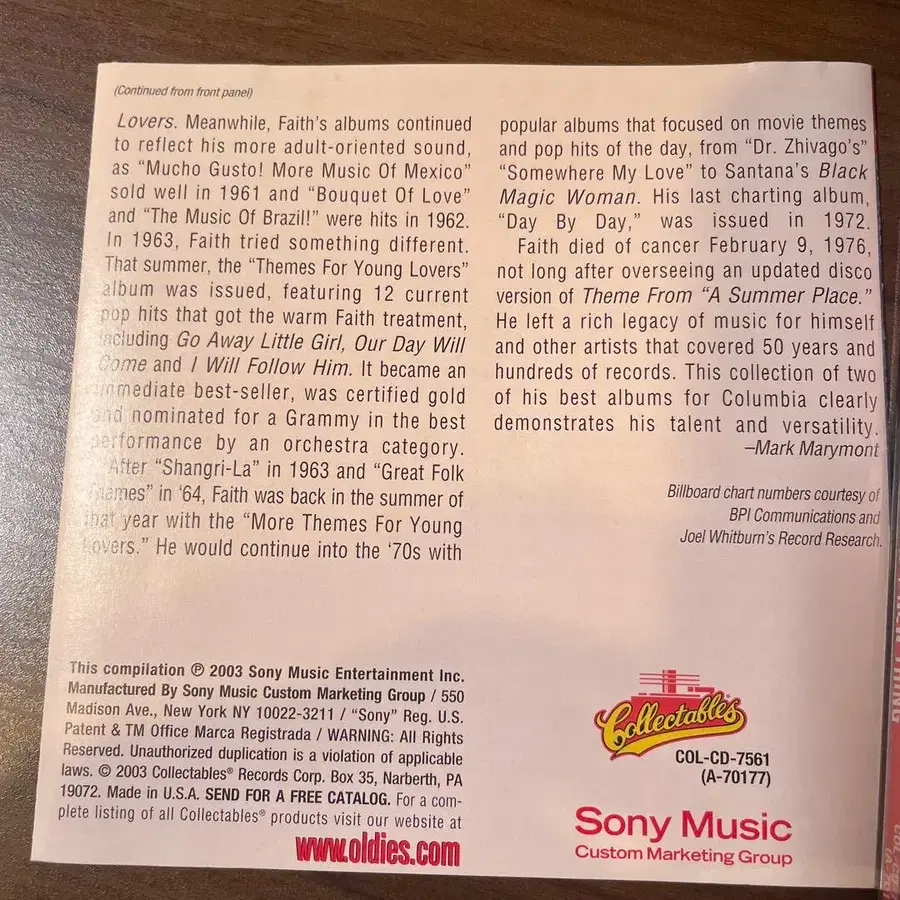 (Continued from front panel)
Lovers. Meanwhile, Faith's albums continued
to reflect his more adult-oriented sound,
as “Mucho Gusto! More Music Of Mexico”
sold well in 1961 and “Bouquet Of Love”
and “The Music Of Brazil!” were hits in 1962.
In 1963, Faith tried something different.
That summer, the “Themes For Young Lovers”
album was issued, featuring 12 current
pop hits that got the warm Faith treatment,
including Go Away Little Girl, Our Day Will
Come and I Will Follow Him. It became an
immediate best-seller, was certified gold
and nominated for a Grammy in the best
performance by an orchestra category.
After “Shangri-La” in 1963 and “Great Folk
Themes” in ‘64, Faith was back in the summer of
that year with the “More Themes For Young
Lovers.” He would continue into the ‘70s with
popular albums that focused on movie themes
and pop hits of the day, from “Dr. Zhivago’s”
“Somewhere My Love” to Santana’s Black
Magic Woman. His last charting album,
“Day By Day,” was issued in 1972.
Faith died of cancer February 9, 1976,
not long after overseeing an updated disco
version of Theme From “A Summer Place.”
He left a rich legacy of music for himself
and other artists that covered 50 years and
hundreds of records. This collection of two
of his best albums for Columbia clearly
demonstrates his talent and versatility.
–Mark Marymont
Billboard chart numbers courtesy of
BPI Communications and
Joel Whitburn's Record Research.
This compilation ℗ 2003 Sony Music Entertainment Inc.
Manufactured By Sony Music Custom Marketing Group / 550
Madison Ave., New York NY 10022-3211 / “Sony” Reg. U.S.
Patent & TM Office Marca Registrada / WARNING: All Rights
Reserved. Unauthorized duplication is a violation of applicable
laws. © 2003 Collectables® Records Corp. Box 35, Narberth, PA
19072. Made in U.S.A. SEND FOR A FREE CATALOG. For a com-
plete listing of all Collectables® products visit our website at
www.oldies.com
Collectables
COL-CD-7561
(A-70177)
Sony Music
Custom Marketing Group